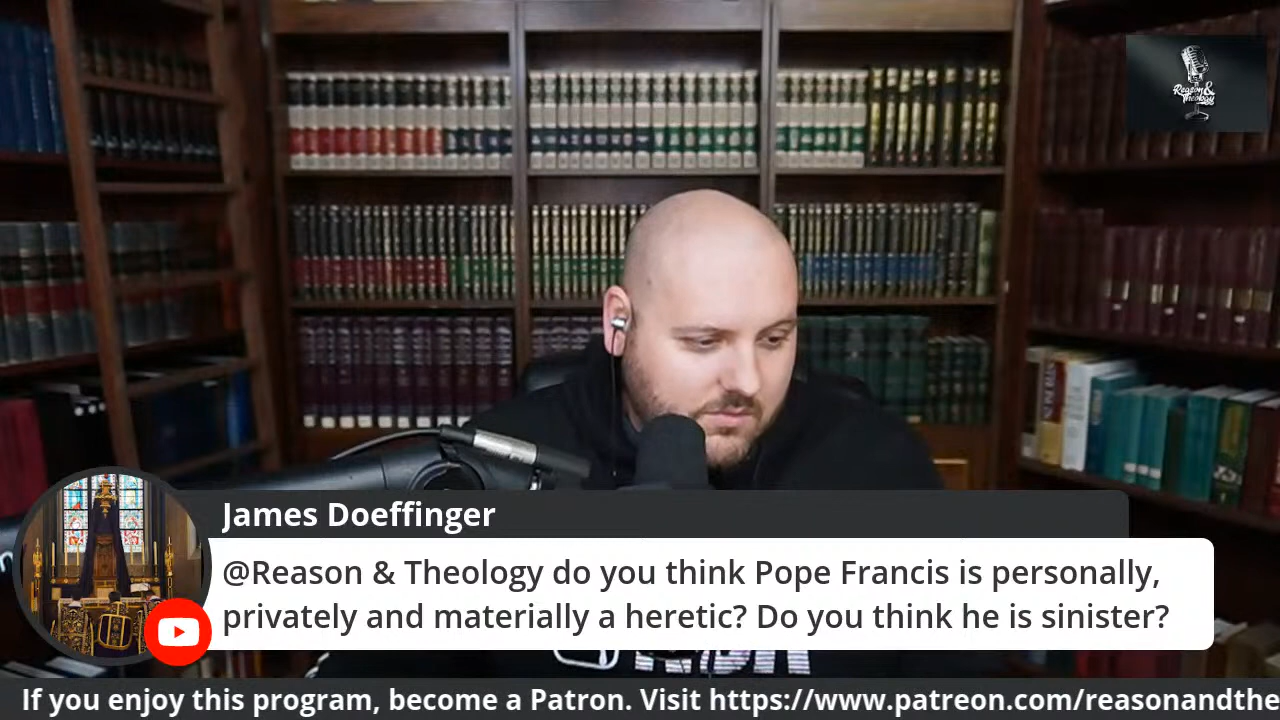 Reason &
Theology
James Doeffinger
@Reason & Theology do you think Pope Francis is personally,
privately and materially a heretic? Do you think he is sinister?
If you enjoy this program, become a Patron. Visit https://www.patreon.com/reasonandthe